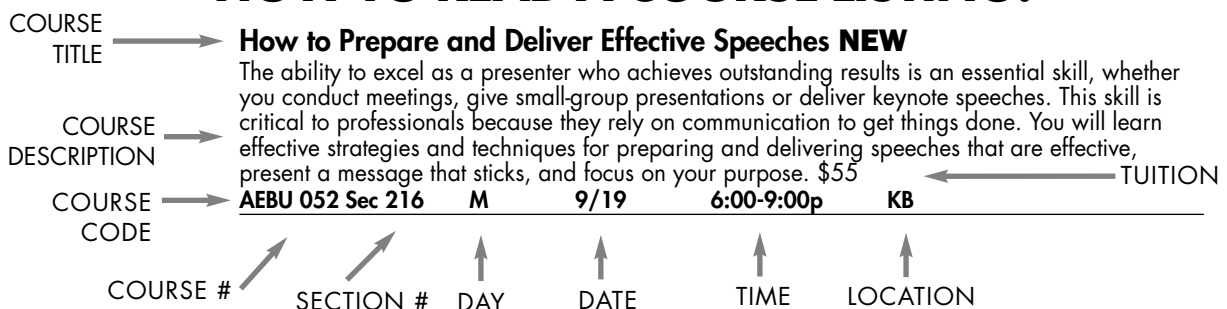 HOW TO READ A COURSE LISTING:
COURSE
TITLE
How to Prepare and Deliver Effective Speeches NEW
The ability to excel as a presenter who achieves outstanding results is an essential skill, whether
you conduct meetings, give small-group presentations or deliver keynote speeches. This skill is
critical to professionals because they rely on communication to get things done. You will learn
effective strategies and techniques for preparing and delivering speeches that are effective,
present a message that sticks, and focus on your purpose. $55
COURSE
DESCRIPTION
TUITION
COURSE
CODE
AEBU 052 Sec 216 M 9/19 6:00-9:00p KB
COURSE # SECTION # DAY DATE TIME LOCATION